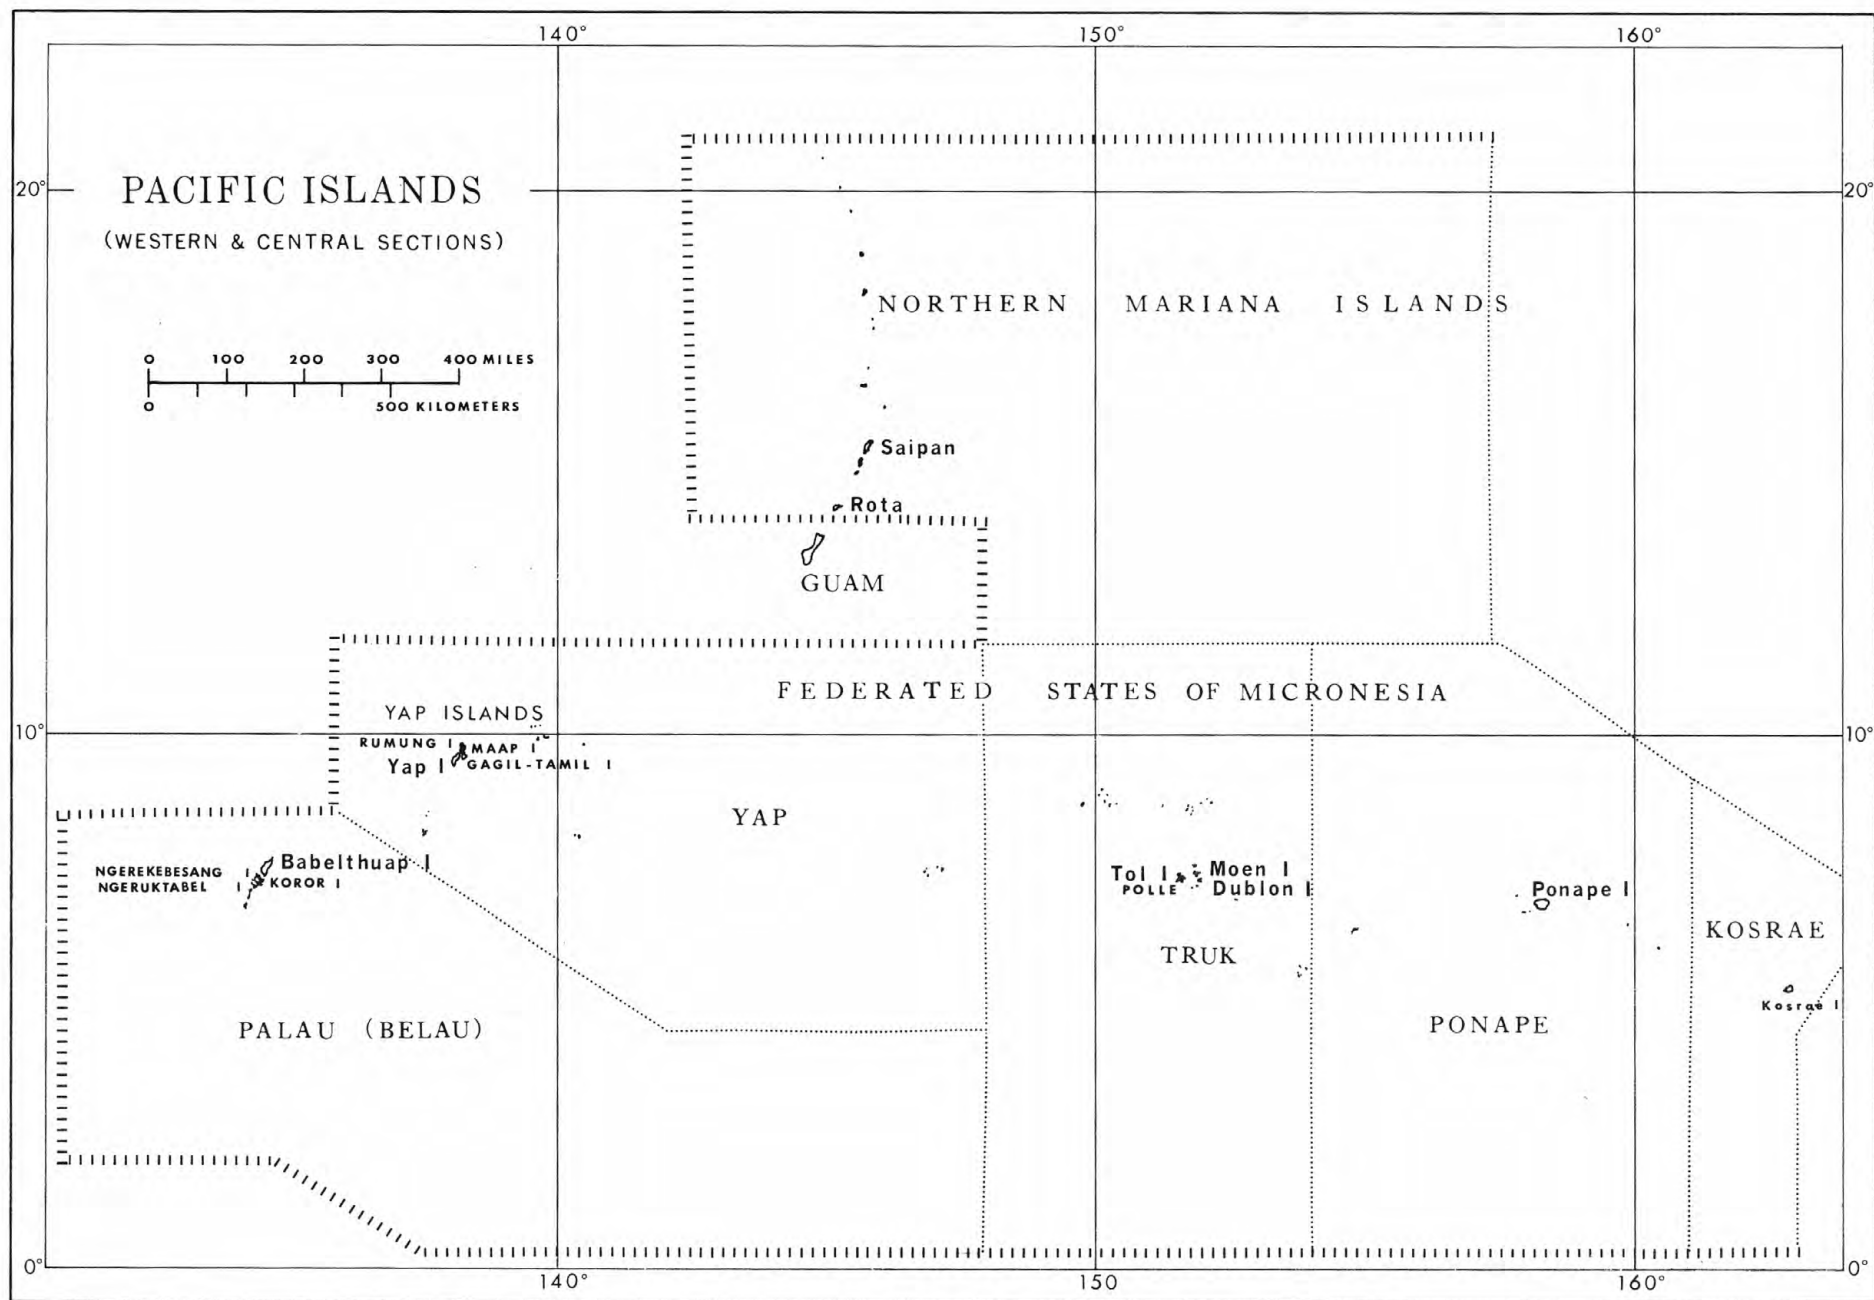 140° 150° 160°
20° PACIFIC ISLANDS 20°
(WESTERN & CENTRAL SECTIONS)
NORTHERN MARIANA ISLANDS
0 100 200 300 400 MILES
0 500 KILOMETERS
Saipan
Rota
GUAM
FEDERATED STATES OF MICRONESIA
YAP ISLANDS
10° 10°
RUMUNG I MAAP I
Yap I GAGIL-TAMIL I
YAP
Babelthuap I
NGEREKEBESANG I
NGERUKTABEL I KOROR I
Tol I Moen I
POLLE Dublon I
Ponape I
KOSRAE
TRUK
Kosrae I
PALAU (BELAU)
PONAPE
0° 0°
140° 150° 160°